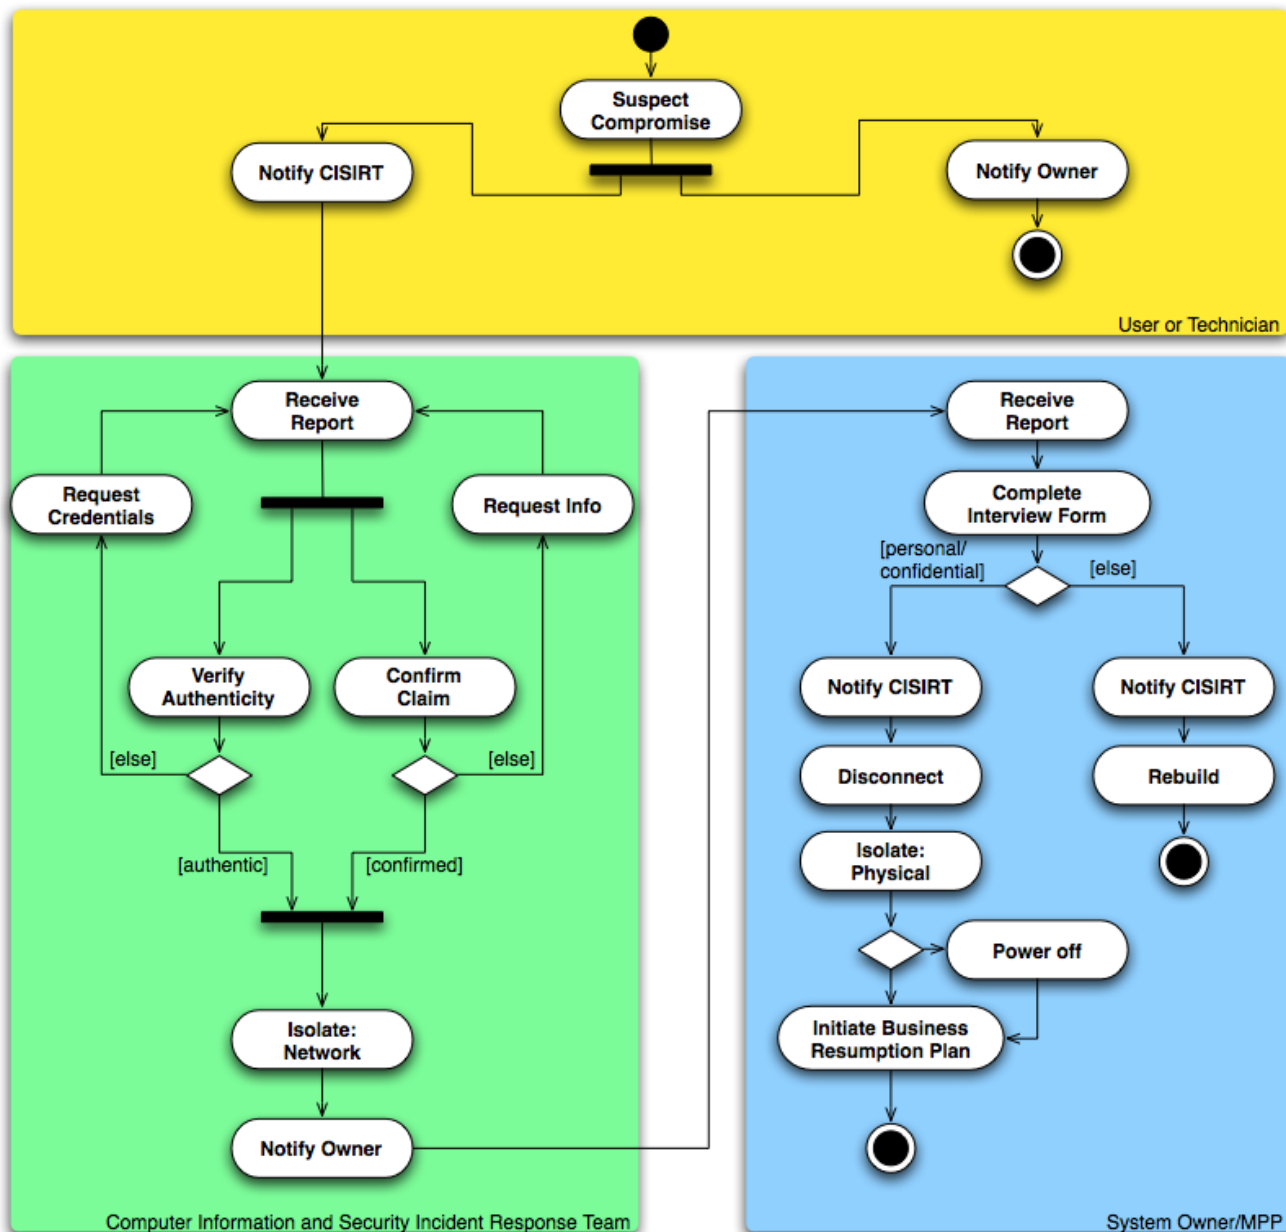 Suspect
Compromise
Notify CISIRT
Notify Owner
User or Technician
Receive
Report
Request
Credentials
Request Info
Verify
Authenticity
Confirm
Claim
[else]
[else]
[authentic]
[confirmed]
Isolate:
Network
Notify Owner
Computer Information and Security Incident Response Team
Receive
Report
Complete
Interview Form
[personal/
confidential]
[else]
Notify CISIRT
Notify CISIRT
Disconnect
Rebuild
Isolate:
Physical
Power off
Initiate Business
Resumption Plan
System Owner/MPP